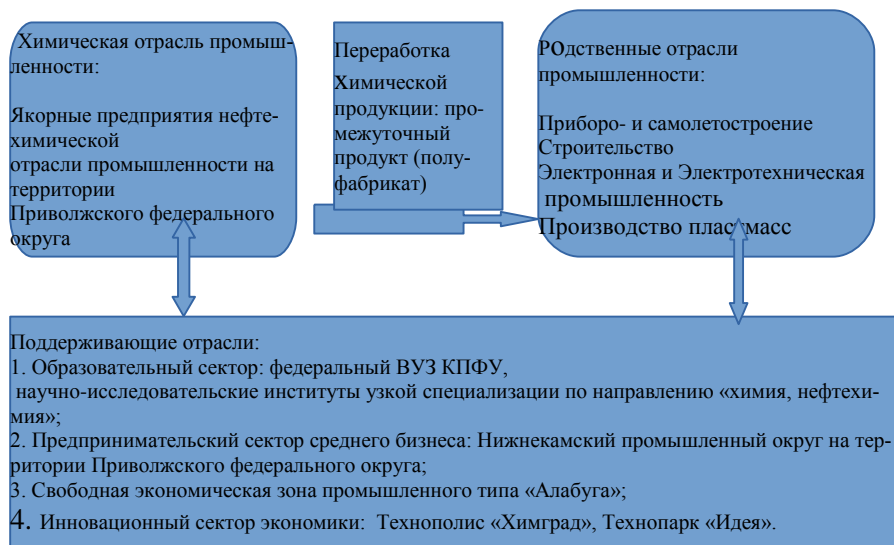 Химическая отрасль промыш-
ленности:
Якорные предприятия нефте-
химической
отрасли промышленности на
территории
Приволжского федерального
округа
Переработка
Химической
продукции: про-
межуточный
продукт (полу-
фабрикат)
Родственные отрасли
промышленности:
Приборо- и самолетостроение
Строительство
Электронная и Электротехническая
промышленность
Производство пластмасс
Поддерживающие отрасли:
1. Образовательный сектор: федеральный ВУЗ КПФУ,
научно-исследовательские институты узкой специализации по направлению «химия, нефтехи-
мия»;
2. Предпринимательский сектор среднего бизнеса: Нижнекамский промышленный округ на тер-
ритории Приволжского федерального округа;
3. Свободная экономическая зона промышленного типа «Алабуга»;
4. Инновационный сектор экономики: Технополис «Химград», Технопарк «Идея».